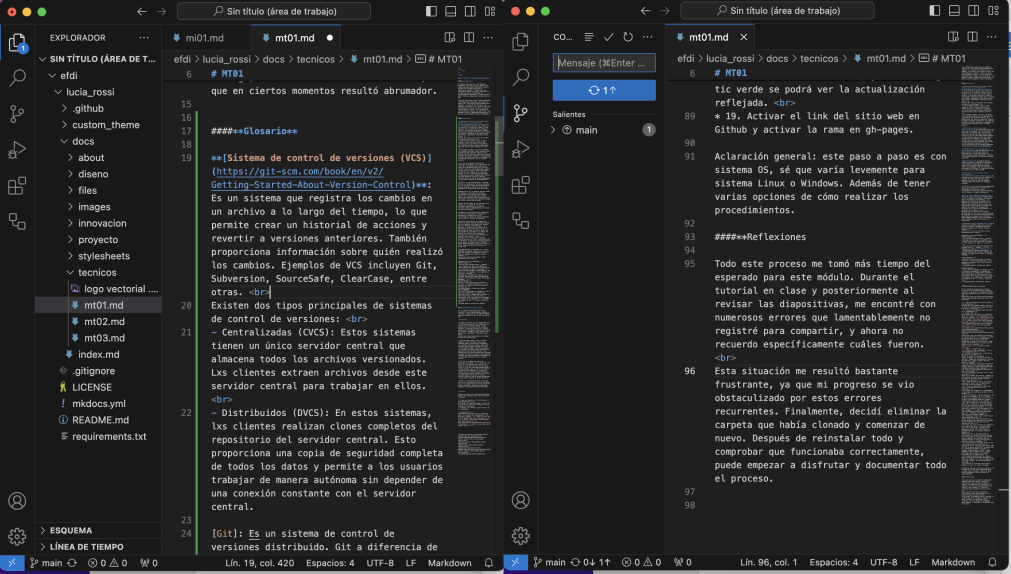 Sin título (área de trabajo)
EXPLORADOR
1
SIN TÍTULO (ÁREA DE T...
efdi
lucia_rossi
.github
custom_theme
docs
about
diseno
files
images
innovacion
proyecto
stylesheets
tecnicos
logo vectorial ....
mt01.md
mt02.md
mt03.md
index.md
.gitignore
LICENSE
mkdocs.yml
README.md
requirements.txt
ESQUEMA
LÍNEA DE TIEMPO
mi01.md
mt01.md
efdi > lucia_rossi > docs > tecnicos > mt01.md > # MT01
6 # MT01
que en ciertos momentos resultó abrumador.
15
16
17 ####**Glosario**
18
19 **[Sistema de control de versiones (VCS)]
(https://git-scm.com/book/en/v2/
Getting-Started-About-Version-Control)**:
Es un sistema que registra los cambios en
un archivo a lo largo del tiempo, lo que
permite crear un historial de acciones y
revertir a versiones anteriores. También
proporciona información sobre quién realizó
los cambios. Ejemplos de VCS incluyen Git,
Subversion, SourceSafe, ClearCase, entre
otras. <br>
20 Existen dos tipos principales de sistemas
de control de versiones: <br>
21 - Centralizadas (CVCS): Estos sistemas
tienen un único servidor central que
almacena todos los archivos versionados.
Lxs clientes extraen archivos desde este
servidor central para trabajar en ellos.
<br>
22 - Distribuidos (DVCS): En estos sistemas,
lxs clientes realizan clones completos del
repositorio del servidor central. Esto
proporciona una copia de seguridad completa
de todos los datos y permite a los usuarios
trabajar de manera autónoma sin depender de
una conexión constante con el servidor
central.
23
24 [Git]: Es un sistema de control de
versiones distribuido. Git a diferencia de
main 0 0 0 Lín. 19, col. 420 Espacios: 4 UTF-8 LF Markdown
Sin título (área de trabajo)
CO...
Mensaje (⌘Enter ...
1↑
Salientes
main 1
mt01.md
efdi > lucia_rossi > docs > tecnicos > mt01.md > # MT01
6 # MT01
tic verde se podrá ver la actualización
reflejada. <br>
89 * 19. Activar el link del sitio web en
Github y activar la rama en gh-pages.
90
91 Aclaración general: este paso a paso es con
sistema OS, sé que varía levemente para
sistema Linux o Windows. Además de tener
varias opciones de cómo realizar los
procedimientos.
92
93 ####**Reflexiones
94
95 Todo este proceso me tomó más tiempo del
esperado para este módulo. Durante el
tutorial en clase y posteriormente al
revisar las diapositivas, me encontré con
numerosos errores que lamentablemente no
registré para compartir, y ahora no
recuerdo específicamente cuáles fueron.
<br>
96 Esta situación me resultó bastante
frustrante, ya que mi progreso se vio
obstaculizado por estos errores
recurrentes. Finalmente, decidí eliminar la
carpeta que había clonado y comenzar de
nuevo. Después de reinstalar todo y
comprobar que funcionaba correctamente,
puede empezar a disfrutar y documentar todo
el proceso.
97
98
main 0↓ 1↑ 0 0 0 Lín. 96, col. 1 Espacios: 4 UTF-8 LF Markdown